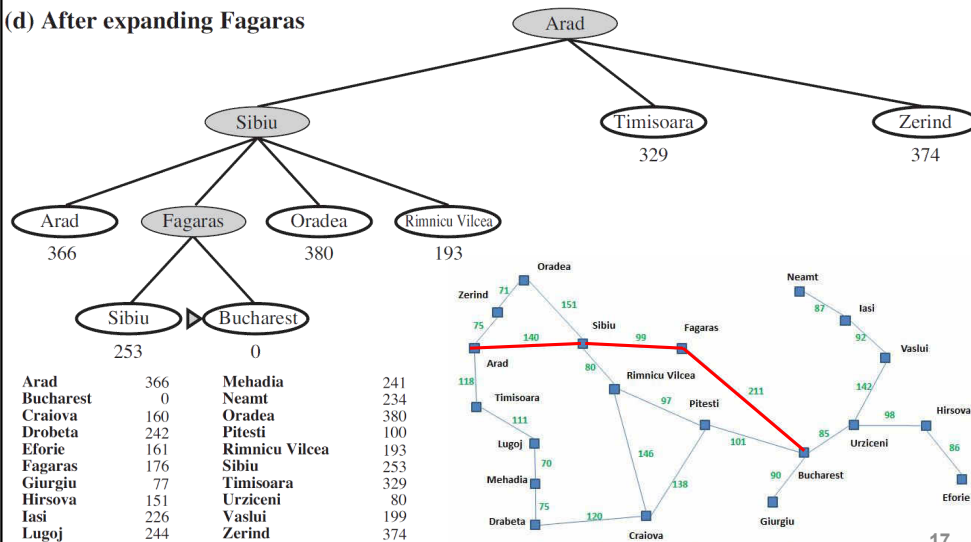 (d) After expanding Fagaras
Arad
Sibiu
Timisoara
Zerind
329
374
Arad
Fagaras
Oradea
Rimnicu Vilcea
366
380
193
Sibiu
Bucharest
253
0
Arad 366 Mehadia 241
Bucharest 0 Neamt 234
Craiova 160 Oradea 380
Drobeta 242 Pitesti 100
Eforie 161 Rimnicu Vilcea 193
Fagaras 176 Sibiu 253
Giurgiu 77 Timisoara 329
Hirsova 151 Urziceni 80
Iasi 226 Vaslui 199
Lugoj 244 Zerind 374
Oradea
Neamt
71
Zerind
151
87
Iasi
75
Sibiu
Fagaras
140
99
92
Vaslui
Arad
80
118
Rimnicu Vilcea
211
142
Timisoara
97
Pitesti
Hirsova
98
111
101
85
Urziceni
Lugoj
86
146
Bucharest
70
90
Mehadia
138
Eforie
75
Giurgiu
120
Drabeta
Craiova
17